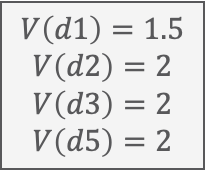 V(d1) = 1.5
V(d2) = 2
V(d3) = 2
V(d5) = 2